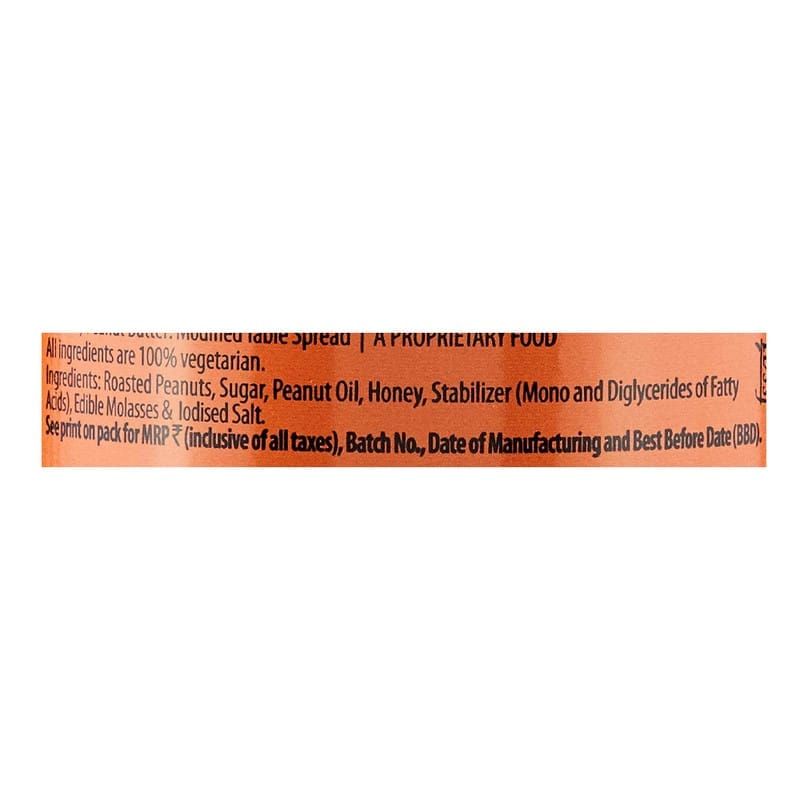 Butter. Modified Table Spread | A PROPRIETARY FOOD
All ingredients are 100% vegetarian.
Ingredients: Roasted Peanuts, Sugar, Peanut Oil, Honey, Stabilizer (Mono and Diglycerides of Fatty
Acids), Edible Molasses & Iodised Salt.
See print on pack for MRP ₹ (inclusive of all taxes), Batch No., Date of Manufacturing and Best Before Date (BBD).